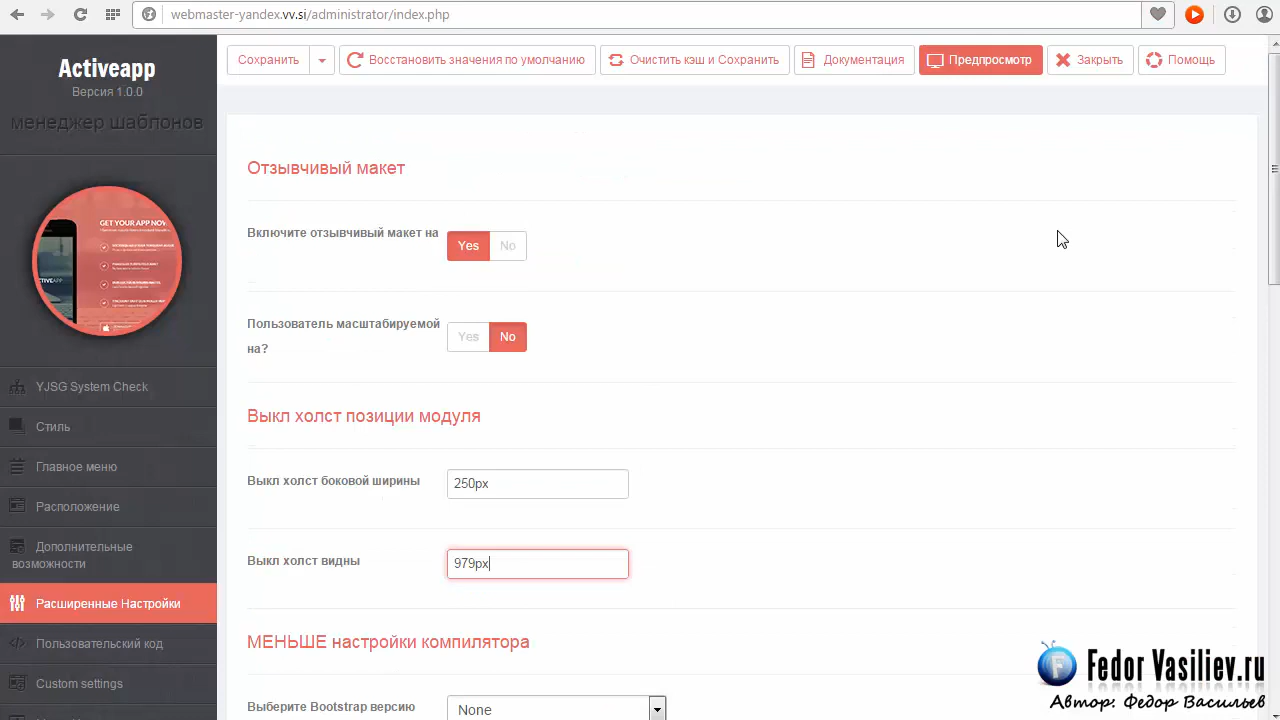 webmaster-yandex.vv.si/administrator/index.php
Activeapp
Версия 1.0.0
менеджер шаблонов
GET YOUR APP NOW
YJSG System Check
Стиль
Главное меню
Расположение
Дополнительные
возможности
Расширенные Настройки
Пользовательский код
Custom settings
Сохранить
Восстановить значения по умолчанию
Очистить кэш и Сохранить
Документация
Предпросмотр
Закрыть
Помощь
Отзывчивый макет
Включите отзывчивый макет на
Yes No
Пользователь масштабируемой
на?
Yes No
Выкл холст позиции модуля
Выкл холст боковой ширины
250px
Выкл холст видны
979px
МЕНЬШЕ настройки компилятора
Выберите Bootstrap версию
None
Fedor Vasiliev.ru
Автор: Федор Васильев